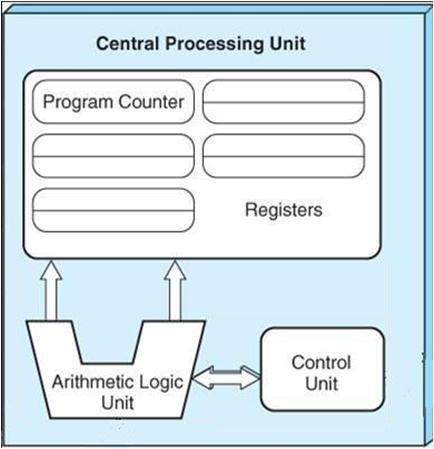 Central Processing Unit
Program Counter
Registers
Arithmetic Logic
Unit
Control
Unit